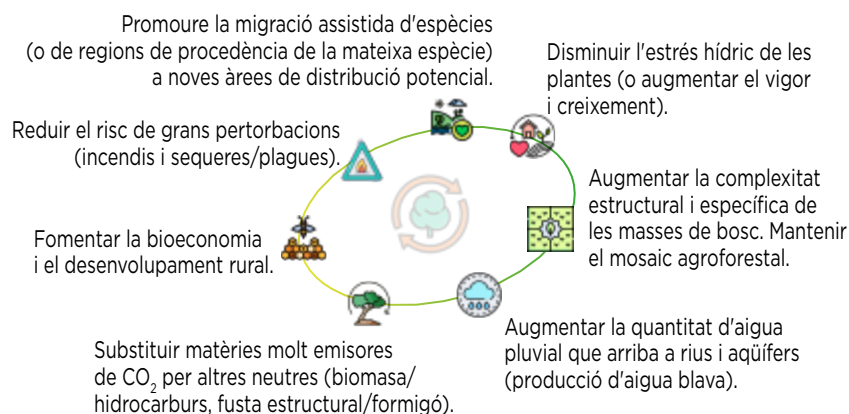 Promoure la migració assistida d'espècies
(o de regions de procedència de la mateixa espècie)
a noves àrees de distribució potencial.
Disminuir l'estrés hídric de les
plantes (o augmentar el vigor
i creixement).
Reduir el risc de grans pertorbacions
(incendis i sequeres/plagues).
Augmentar la complexitat
estructural i específica de
les masses de bosc. Mantenir
el mosaic agroforestal.
Fomentar la bioeconomia
i el desenvolupament rural.
Augmentar la quantitat d'aigua
pluvial que arriba a rius i aqüífers
(producció d'aigua blava).
Substituir matèries molt emisores
de CO₂ per altres neutres (biomasa/
hidrocarburs, fusta estructural/formigó).